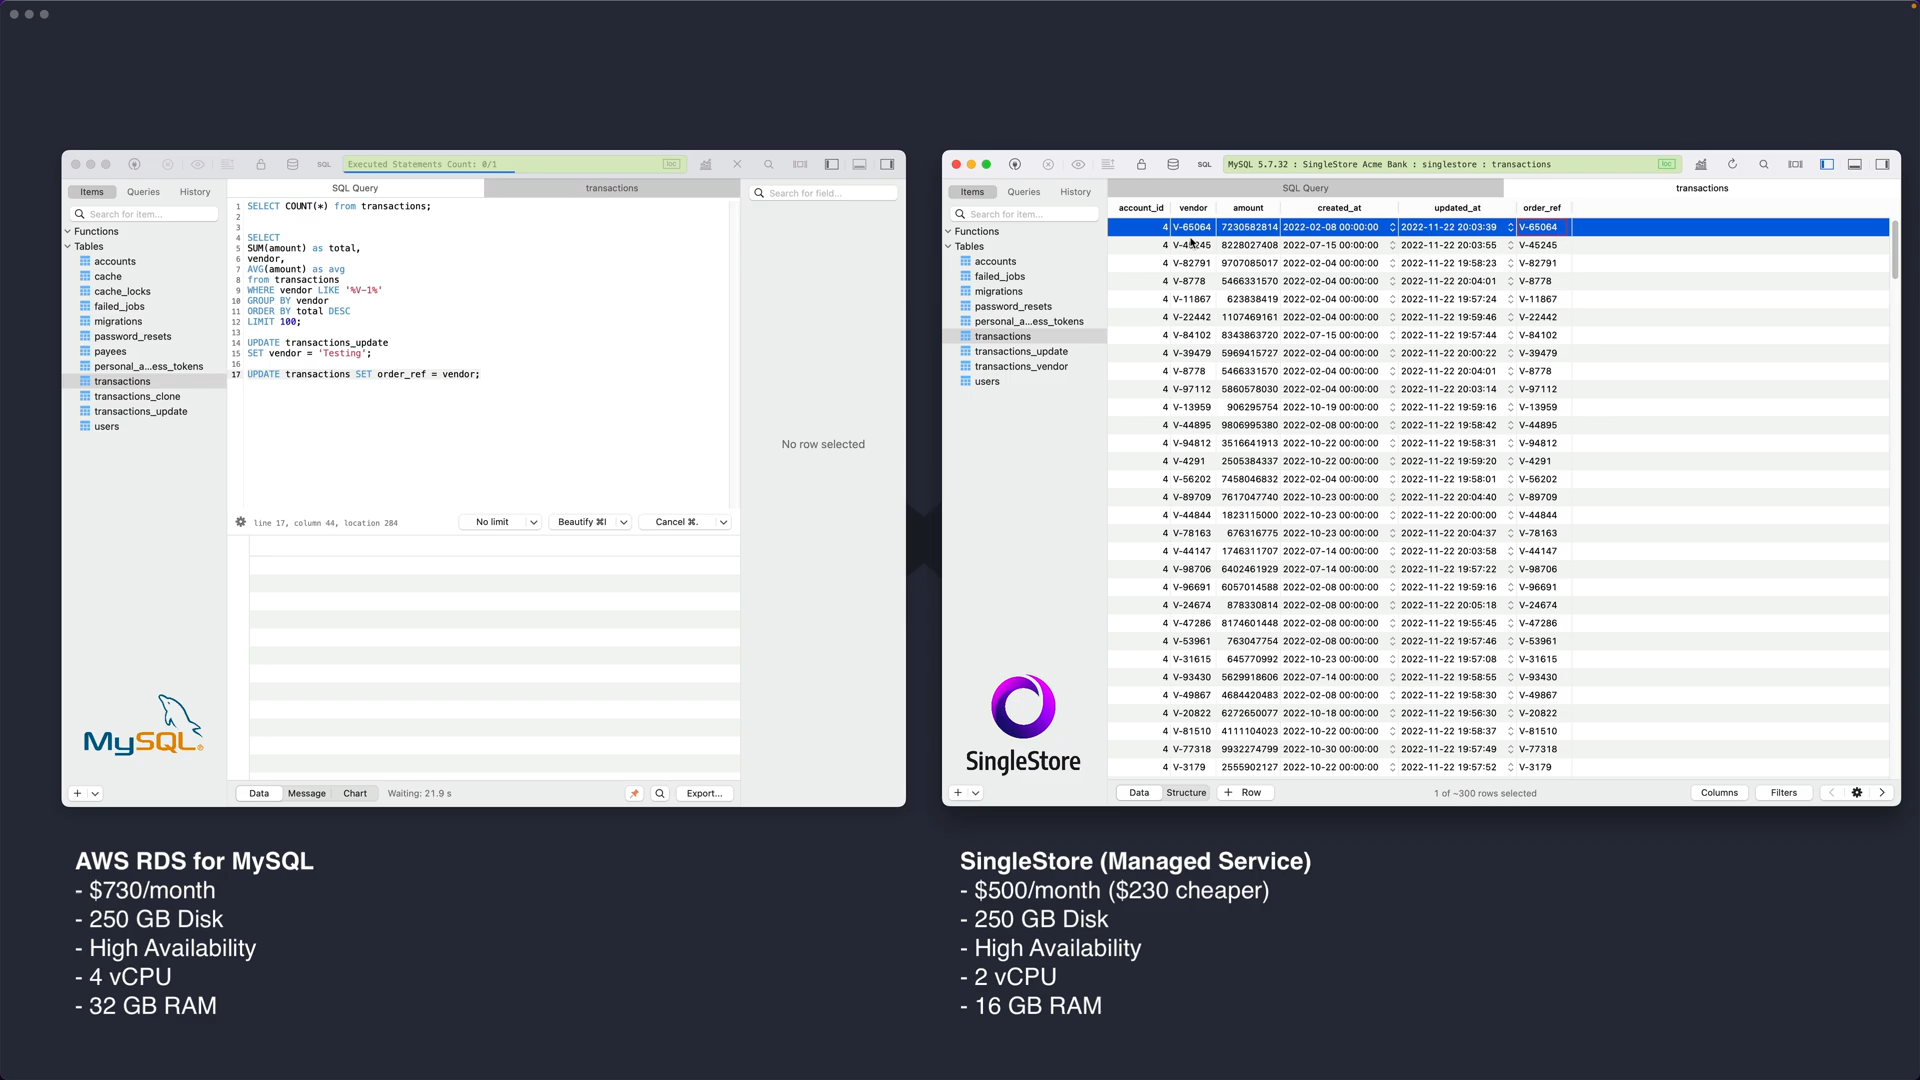 SQL
Executed Statements Count: 0/1
loc
Items
Queries
History
SQL Query
transactions
Search for field...
Search for item...
Functions
Tables
accounts
cache
cache_locks
failed_jobs
migrations
password_resets
payees
personal_a...ess_tokens
transactions
transactions_clone
transactions_update
users
1 SELECT COUNT(*) from transactions;
2
3
4 SELECT
5 SUM(amount) as total,
6 vendor,
7 AVG(amount) as avg
8 from transactions
9 WHERE vendor LIKE '%V-1%'
10 GROUP BY vendor
11 ORDER BY total DESC
12 LIMIT 100;
13
14 UPDATE transactions_update
15 SET vendor = 'Testing';
16
17 UPDATE transactions SET order_ref = vendor;
No row selected
line 17, column 44, location 284
No limit
Beautify ⌘I
Cancel ⌘.
MySQL®
Data
Message
Chart
Waiting: 21.9 s
Export...
SQL
MySQL 5.7.32 : SingleStore Acme Bank : singlestore : transactions
loc
Items
Queries
History
SQL Query
transactions
Search for item...
Functions
Tables
accounts
failed_jobs
migrations
password_resets
personal_a...ess_tokens
transactions
transactions_update
transactions_vendor
users
SingleStore
account_id vendor amount created_at updated_at order_ref
4 V-65064 7230582814 2022-02-08 00:00:00 2022-11-22 20:03:39 V-65064
4 V-45245 8228027408 2022-07-15 00:00:00 2022-11-22 20:03:55 V-45245
4 V-82791 9707085017 2022-02-04 00:00:00 2022-11-22 19:58:23 V-82791
4 V-8778 5466331570 2022-02-04 00:00:00 2022-11-22 20:04:01 V-8778
4 V-11867 623838419 2022-02-04 00:00:00 2022-11-22 19:57:24 V-11867
4 V-22442 1107469161 2022-02-04 00:00:00 2022-11-22 19:59:46 V-22442
4 V-84102 8343863720 2022-07-15 00:00:00 2022-11-22 19:57:44 V-84102
4 V-39479 5969415727 2022-02-04 00:00:00 2022-11-22 20:00:22 V-39479
4 V-8778 5466331570 2022-02-04 00:00:00 2022-11-22 20:04:01 V-8778
4 V-97112 5860578030 2022-02-04 00:00:00 2022-11-22 20:03:14 V-97112
4 V-13959 906295754 2022-10-19 00:00:00 2022-11-22 19:59:16 V-13959
4 V-44895 9806995380 2022-02-08 00:00:00 2022-11-22 19:58:42 V-44895
4 V-94812 3516641913 2022-10-22 00:00:00 2022-11-22 19:58:31 V-94812
4 V-4291 2505384337 2022-10-22 00:00:00 2022-11-22 19:59:20 V-4291
4 V-56202 7458046832 2022-02-04 00:00:00 2022-11-22 19:58:01 V-56202
4 V-89709 7617047740 2022-10-23 00:00:00 2022-11-22 20:04:40 V-89709
4 V-44844 1823115000 2022-10-23 00:00:00 2022-11-22 20:00:00 V-44844
4 V-78163 676316775 2022-10-23 00:00:00 2022-11-22 20:04:37 V-78163
4 V-44147 1746311707 2022-07-14 00:00:00 2022-11-22 20:03:58 V-44147
4 V-98706 6402461929 2022-07-14 00:00:00 2022-11-22 19:57:22 V-98706
4 V-96691 6057014588 2022-02-08 00:00:00 2022-11-22 19:59:16 V-96691
4 V-24674 878330814 2022-02-08 00:00:00 2022-11-22 20:05:18 V-24674
4 V-47286 8174601448 2022-02-08 00:00:00 2022-11-22 19:55:45 V-47286
4 V-53961 763047754 2022-02-08 00:00:00 2022-11-22 19:57:46 V-53961
4 V-31615 645770992 2022-10-23 00:00:00 2022-11-22 19:57:08 V-31615
4 V-93430 5629918606 2022-07-14 00:00:00 2022-11-22 19:58:55 V-93430
4 V-49867 4684420483 2022-02-08 00:00:00 2022-11-22 19:58:30 V-49867
4 V-20822 6272650077 2022-10-18 00:00:00 2022-11-22 19:56:30 V-20822
4 V-81510 4111104023 2022-10-22 00:00:00 2022-11-22 19:58:37 V-81510
4 V-77318 9932274799 2022-10-30 00:00:00 2022-11-22 19:57:49 V-77318
4 V-3179 2555902127 2022-10-22 00:00:00 2022-11-22 19:57:52 V-3179
Data
Structure
+ Row
1 of ~300 rows selected
Columns
Filters
AWS RDS for MySQL
- $730/month
- 250 GB Disk
- High Availability
- 4 vCPU
- 32 GB RAM
SingleStore (Managed Service)
- $500/month ($230 cheaper)
- 250 GB Disk
- High Availability
- 2 vCPU
- 16 GB RAM